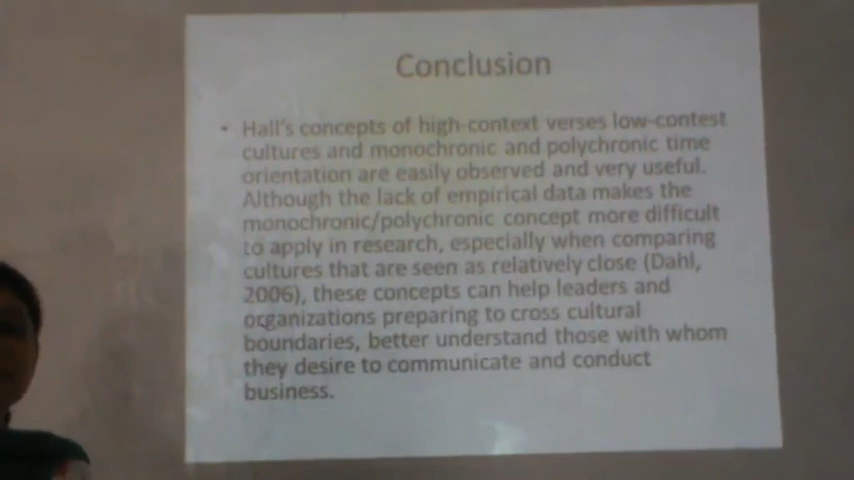 Conclusion
• Hall's concepts of high-context verses low-contest
cultures and monochronic and polychronic time
orientation are easily observed and very useful.
Although the lack of empirical data makes the
monochronic/polychronic concept more difficult
to apply in research, especially when comparing
cultures that are seen as relatively close (Dahl,
2006), these concepts can help leaders and
organizations preparing to cross cultural
boundaries, better understand those with whom
they desire to communicate and conduct
business.